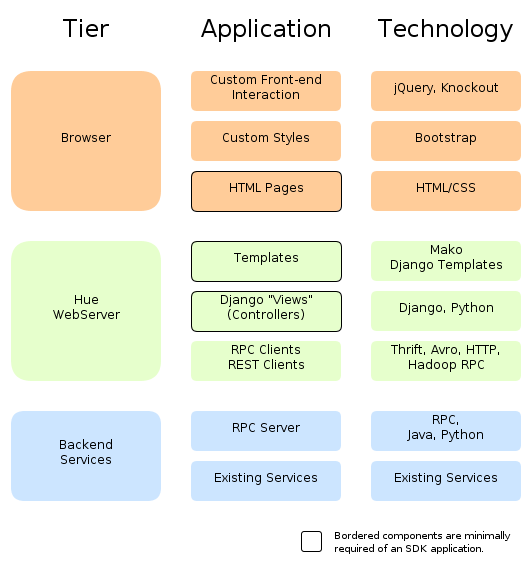 Tier Application Technology
Custom Front-end
Interaction
jQuery, Knockout
Browser
Custom Styles
Bootstrap
HTML Pages
HTML/CSS
Templates
Mako
Django Templates
Hue
WebServer
Django "Views"
(Controllers)
Django, Python
RPC Clients
REST Clients
Thrift, Avro, HTTP,
Hadoop RPC
Backend
Services
RPC Server
RPC,
Java, Python
Existing Services
Existing Services
Bordered components are minimally
required of an SDK application.